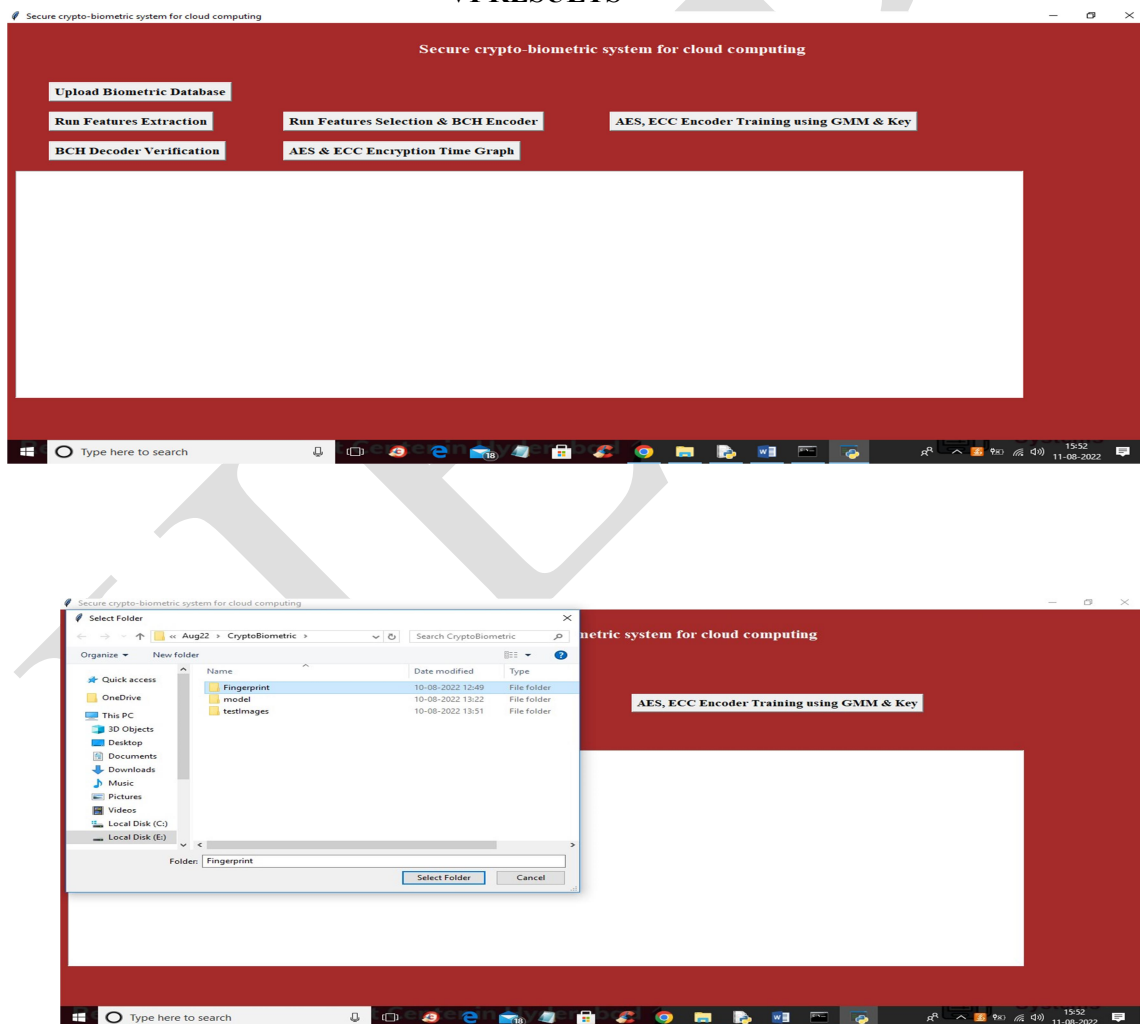 VI RESULTS
Secure crypto-biometric system for cloud computing
Secure crypto-biometric system for cloud computing
Upload Biometric Database
Run Features Extraction
Run Features Selection & BCH Encoder
AES, ECC Encoder Training using GMM & Key
BCH Decoder Verification
AES & ECC Encryption Time Graph
Type here to search
18
15:52
11-08-2022
Secure crypto-biometric system for cloud computing
Select Folder
« Aug22 > CryptoBiometric >
Search CryptoBiometric
metric system for cloud computing
Organize
New folder
Name
Date modified
Type
Quick access
Fingerprint
10-08-2022 12:49
File folder
OneDrive
model
10-08-2022 13:22
File folder
AES, ECC Encoder Training using GMM & Key
This PC
testImages
10-08-2022 13:51
File folder
3D Objects
Desktop
Documents
Downloads
Music
Pictures
Videos
Local Disk (C:)
Local Disk (E:)
Folder: Fingerprint
Select Folder
Cancel
Type here to search
18
15:52
11-08-2022